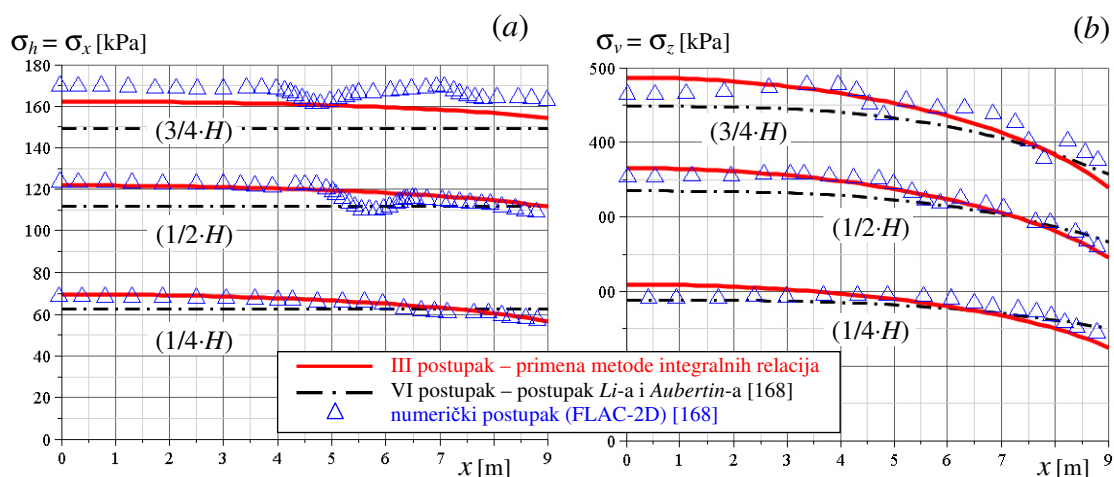 (a)
σh = σx [kPa]
180
160
140
120
100
80
60
40
20
0
(3/4·H)
(1/2·H)
(1/4·H)
0 1 2 3 4 5 6 7 8 9
x [m]
(b)
σv = σz [kPa]
500
400
00
00
00
0
(3/4·H)
(1/2·H)
(1/4·H)
0 1 2 3 4 5 6 7 8 9
x [m]
III postupak – primena metode integralnih relacija
VI postupak – postupak Li-a i Aubertin-a [168]
numerički postupak (FLAC-2D) [168]